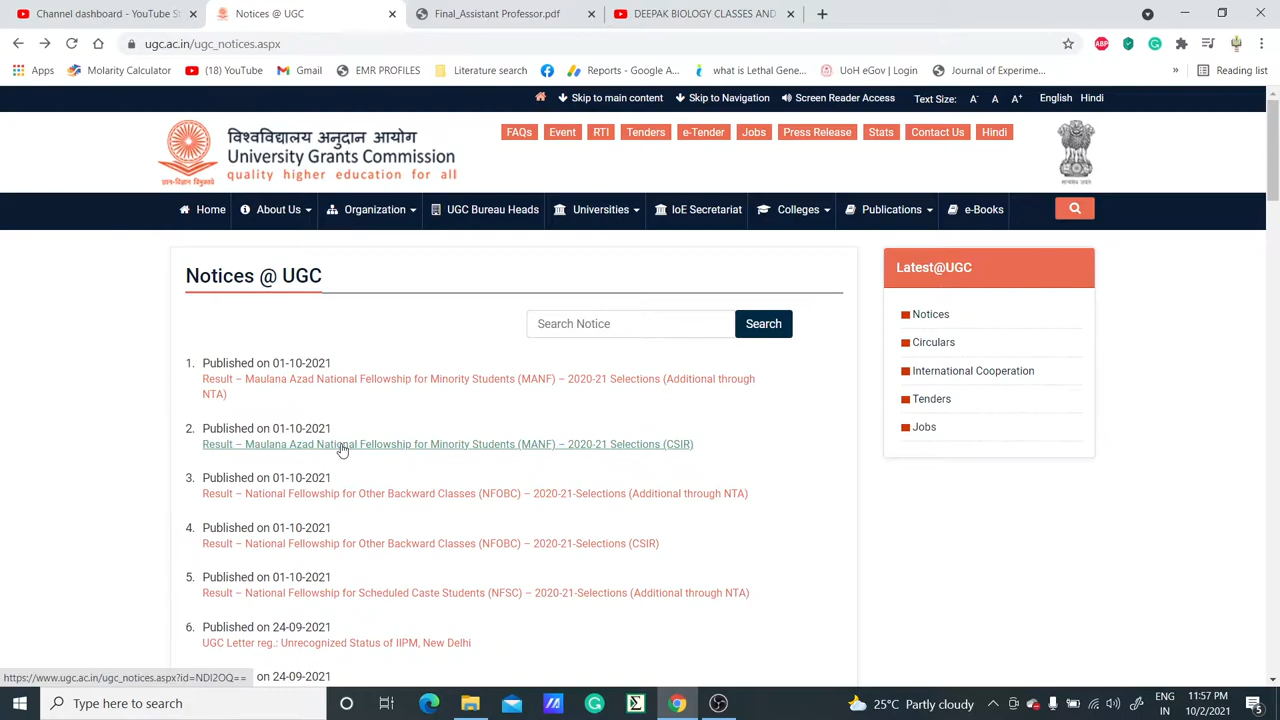 Channel dashboard - YouTube S
Notices @ UGC
Final_Assistant Professor.pdf
DEEPAK BIOLOGY CLASSES AND
ugc.ac.in/ugc_notices.aspx
ABP
Apps
Molarity Calculator
(18) YouTube
Gmail
EMR PROFILES
Literature search
Reports - Google A...
what is Lethal Gene...
UoH eGov | Login
Journal of Experime...
»
Reading list
Skip to main content
Skip to Navigation
Screen Reader Access
Text Size:
A-
A
A+
English
Hindi
विश्वविद्यालय अनुदान आयोग
University Grants Commission
quality higher education for all
ज्ञान-विज्ञान विमुक्तये
FAQs
Event
RTI
Tenders
e-Tender
Jobs
Press Release
Stats
Contact Us
Hindi
सत्यमेव जयते
Home
About Us
Organization
UGC Bureau Heads
Universities
IoE Secretariat
Colleges
Publications
e-Books
Notices @ UGC
Search Notice
Search
1. Published on 01-10-2021
Result – Maulana Azad National Fellowship for Minority Students (MANF) – 2020-21 Selections (Additional through
NTA)
2. Published on 01-10-2021
Result – Maulana Azad National Fellowship for Minority Students (MANF) – 2020-21 Selections (CSIR)
3. Published on 01-10-2021
Result – National Fellowship for Other Backward Classes (NFOBC) – 2020-21-Selections (Additional through NTA)
4. Published on 01-10-2021
Result – National Fellowship for Other Backward Classes (NFOBC) – 2020-21-Selections (CSIR)
5. Published on 01-10-2021
Result – National Fellowship for Scheduled Caste Students (NFSC) – 2020-21-Selections (Additional through NTA)
6. Published on 24-09-2021
UGC Letter reg.: Unrecognized Status of IIPM, New Delhi
on 24-09-2021
Latest@UGC
Notices
Circulars
International Cooperation
Tenders
Jobs
https://www.ugc.ac.in/ugc_notices.aspx?id=NDI2OQ==
Type here to search
25°C Partly cloudy
ENG
IN
11:57 PM
10/2/2021
5